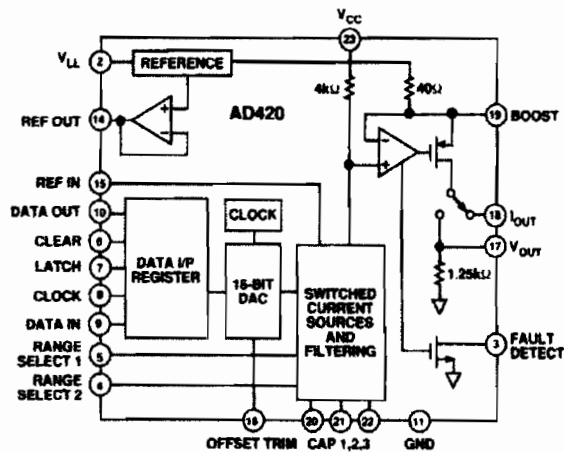 VCC
23
VLL
2
REFERENCE
4kΩ
40Ω
REF OUT
14
AD420
19
BOOST
REF IN
15
DATA OUT
10
CLOCK
18
IOUT
CLEAR
6
17
VOUT
LATCH
7
DATA I/P
REGISTER
16-BIT
DAC
SWITCHED
CURRENT
SOURCES
AND
FILTERING
1.25kΩ
CLOCK
8
DATA IN
9
3
FAULT
DETECT
RANGE
SELECT 1
5
RANGE
SELECT 2
4
16
20
21
22
11
OFFSET TRIM
CAP 1,2,3
GND